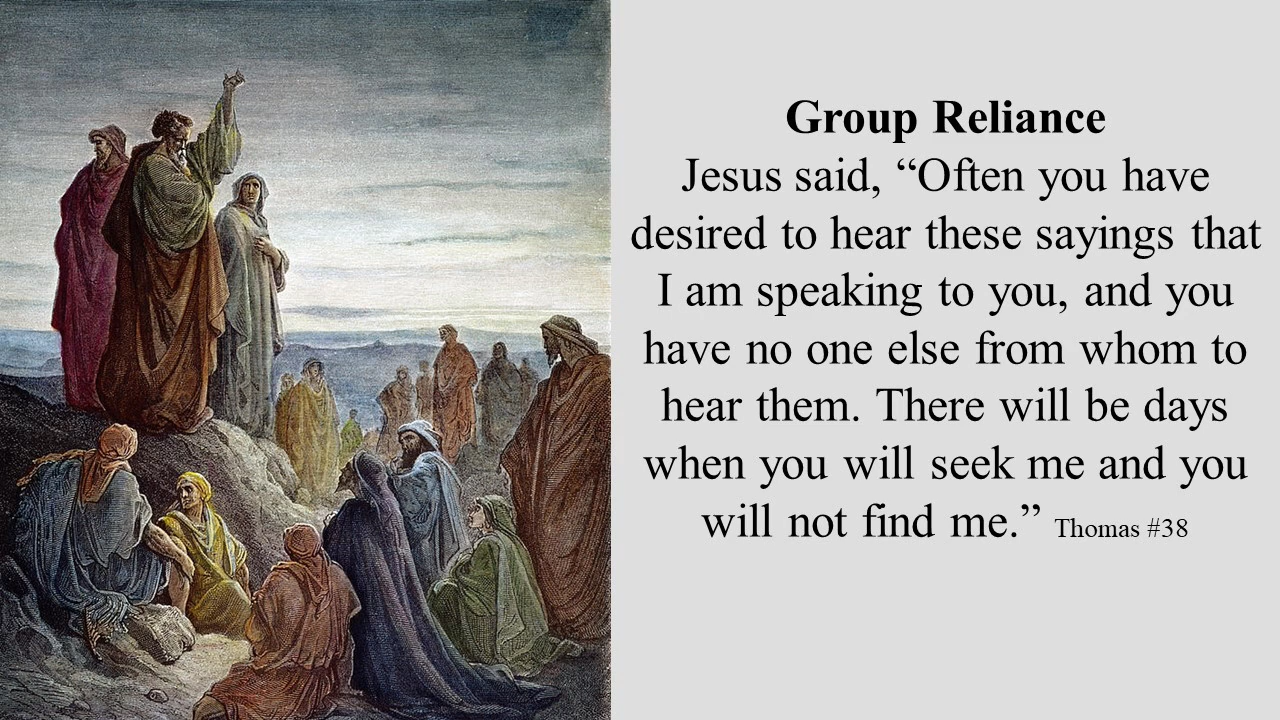 Group Reliance
Jesus said, “Often you have
desired to hear these sayings that
I am speaking to you, and you
have no one else from whom to
hear them. There will be days
when you will seek me and you
will not find me.” Thomas #38